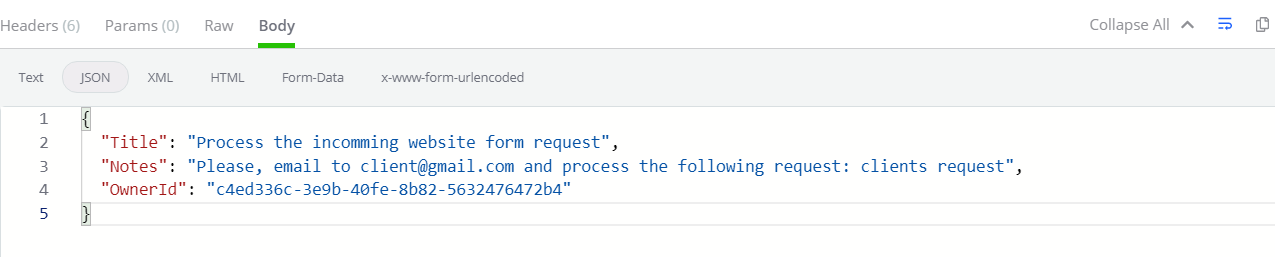 Headers (6) Params (0) Raw Body Collapse All
Text JSON XML HTML Form-Data x-www-form-urlencoded
1 {
2 "Title": "Process the incomming website form request",
3 "Notes": "Please, email to client@gmail.com and process the following request: clients request",
4 "OwnerId": "c4ed336c-3e9b-40fe-8b82-5632476472b4"
5 }